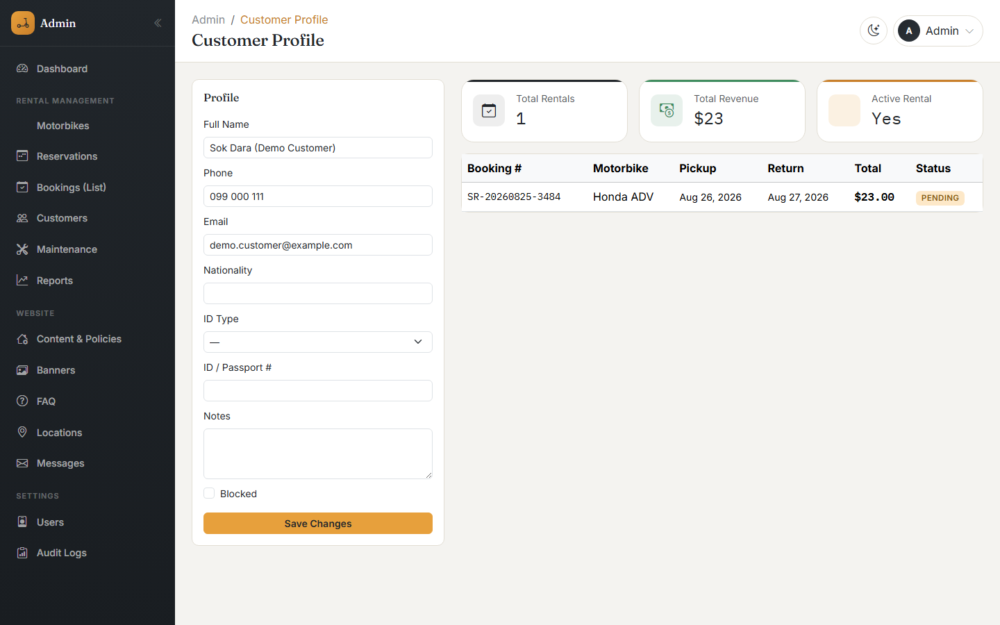 Admin
Dashboard
RENTAL MANAGEMENT
Motorbikes
Reservations
Bookings (List)
Customers
Maintenance
Reports
WEBSITE
Content & Policies
Banners
FAQ
Locations
Messages
SETTINGS
Users
Audit Logs
Admin / Customer Profile
Customer Profile
A Admin
Profile
Full Name
Sok Dara (Demo Customer)
Phone
099 000 111
Email
demo.customer@example.com
Nationality
ID Type
—
ID / Passport #
Notes
Blocked
Save Changes
Total Rentals
1
Total Revenue
$23
Active Rental
Yes
Booking # Motorbike Pickup Return Total Status
SR-20260825-3484 Honda ADV Aug 26, 2026 Aug 27, 2026 $23.00 PENDING